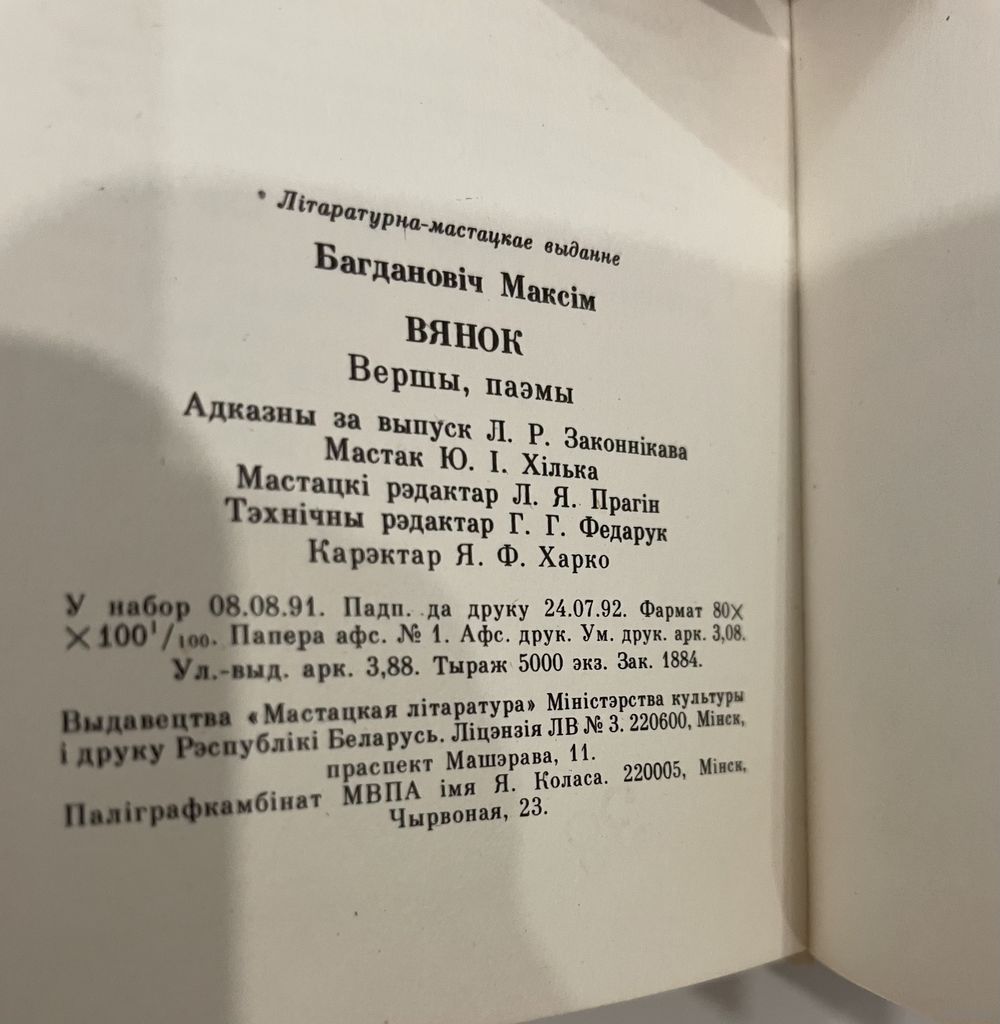 * Літаратурна-мастацкае выданне
Багдановіч Максім
ВЯНОК
Вершы, паэмы
Адказны за выпуск Л. Р. Законнікава
Мастак Ю. І. Хілька
Мастацкі рэдактар Л. Я. Прагін
Тэхнічны рэдактар Г. Г. Федарук
Карэктар Я. Ф. Харко
У набор 08.08.91. Падп. да друку 24.07.92. Фармат 80×
×100¹/₁₀₀. Папера афс. № 1. Афс. друк. Ум. друк. арк. 3,08.
Ул.-выд. арк. 3,88. Тыраж 5000 экз. Зак. 1884.
Выдавецтва «Мастацкая літаратура» Міністэрства культуры
і друку Рэспублікі Беларусь. Ліцэнзія ЛВ № 3. 220600, Мінск,
праспект Машэрава, 11.
Паліграфкамбінат МВПА імя Я. Коласа. 220005, Мінск,
Чырвоная, 23.